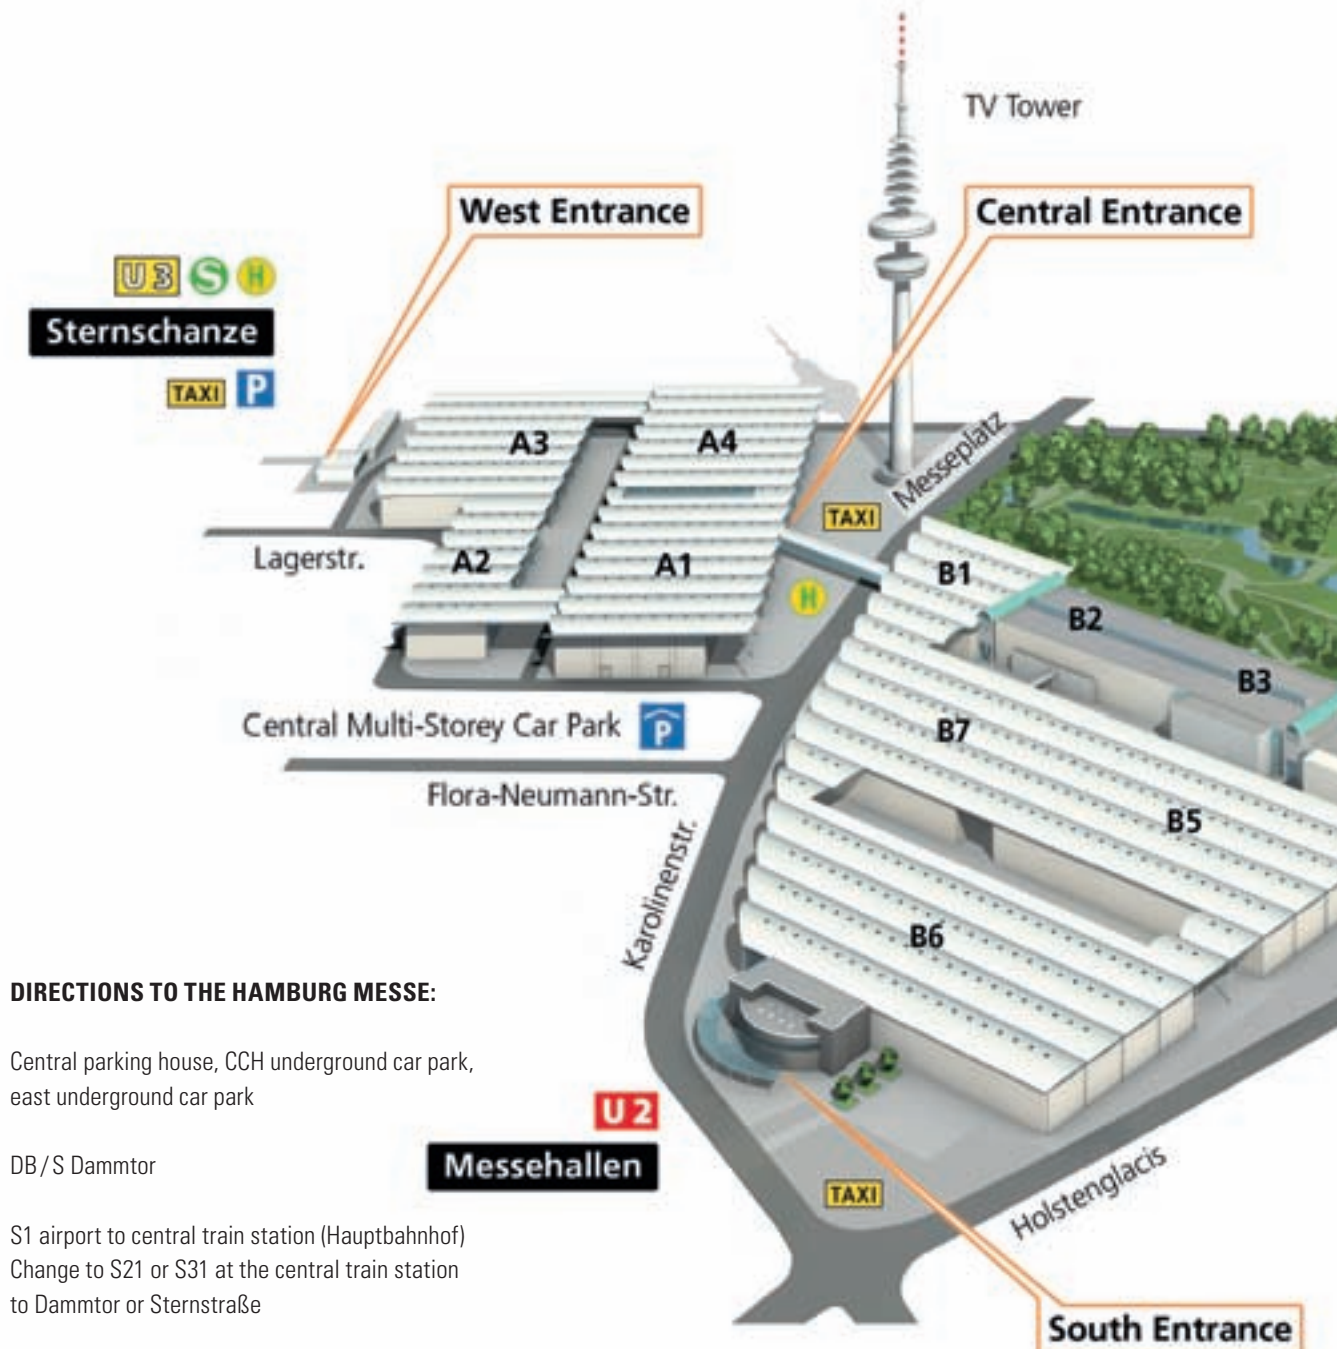 TV Tower
West Entrance
Central Entrance
U3 S H
Sternschanze
TAXI P
A3
A4
Messeplatz
TAXI
Lagerstr.
A2
A1
B1
H
B2
B3
Central Multi-Storey Car Park P
B7
Flora-Neumann-Str.
B5
Karolinenstr.
B6
DIRECTIONS TO THE HAMBURG MESSE:
Central parking house, CCH underground car park,
east underground car park
DB/S Dammtor
S1 airport to central train station (Hauptbahnhof)
Change to S21 or S31 at the central train station
to Dammtor or Sternstraße
U2
Messehallen
TAXI
Holstenglacis
South Entrance